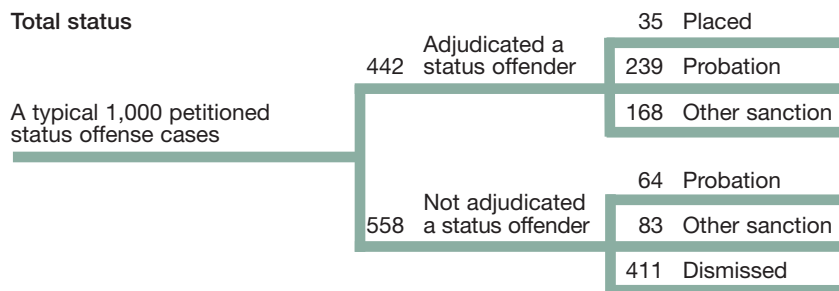 Total status
A typical 1,000 petitioned
status offense cases
442 Adjudicated a
status offender
35 Placed
239 Probation
168 Other sanction
558 Not adjudicated
a status offender
64 Probation
83 Other sanction
411 Dismissed